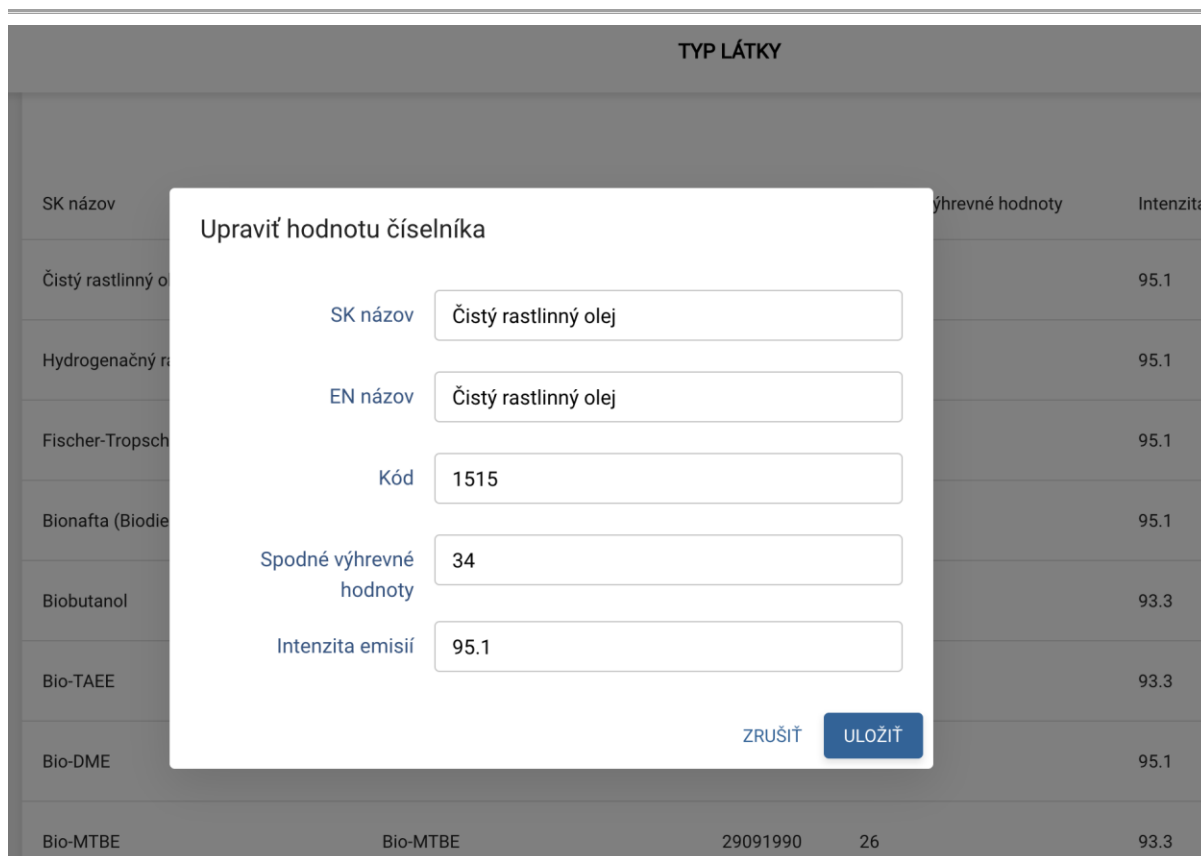 TYP LÁTKY
SK názov
ýhrevné hodnoty
Intenzita
Upraviť hodnotu číselníka
Čistý rastlinný ol
95.1
SK názov
Čistý rastlinný olej
Hydrogenačný ra
95.1
EN názov
Čistý rastlinný olej
Fischer-Tropsch
95.1
Kód
1515
Bionafta (Biodie
95.1
Spodné výhrevné
hodnoty
34
Biobutanol
93.3
Intenzita emisií
95.1
Bio-TAEE
93.3
ZRUŠIŤ
ULOŽIŤ
Bio-DME
95.1
Bio-MTBE Bio-MTBE 29091990 26 93.3